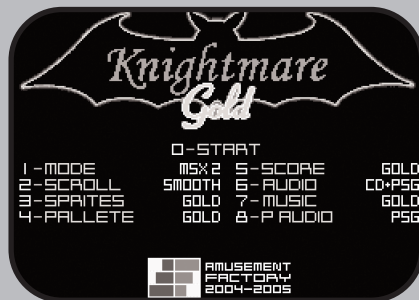 Knightmare
Gold
0-START
1-MODE MSX2 5-SCORE GOLD
2-SCROLL SMOOTH 6-AUDIO CD+PSG
3-SPRITES GOLD 7-MUSIC GOLD
4-PALLETE GOLD 8-P AUDIO PSG
AMUSEMENT
FACTORY
2004-2005